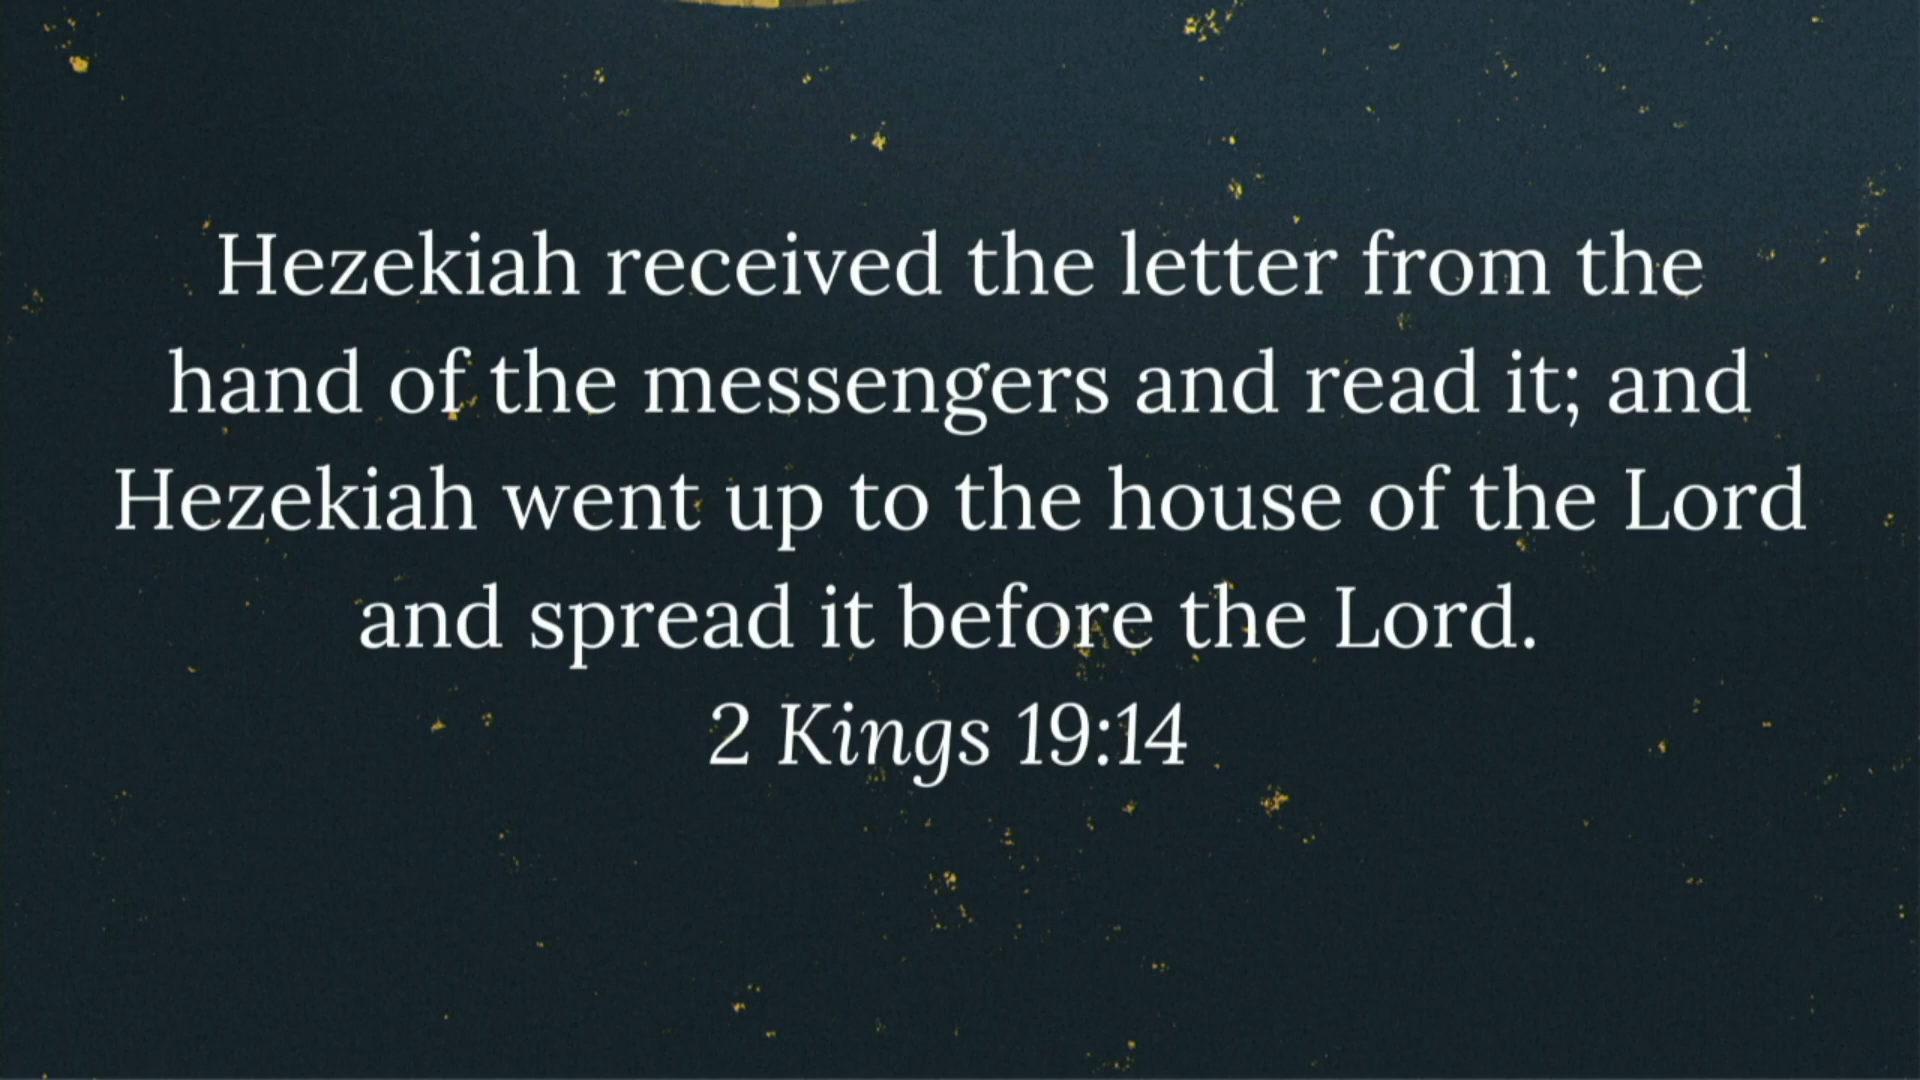 Hezekiah received the letter from the
hand of the messengers and read it; and
Hezekiah went up to the house of the Lord
and spread it before the Lord.
2 Kings 19:14